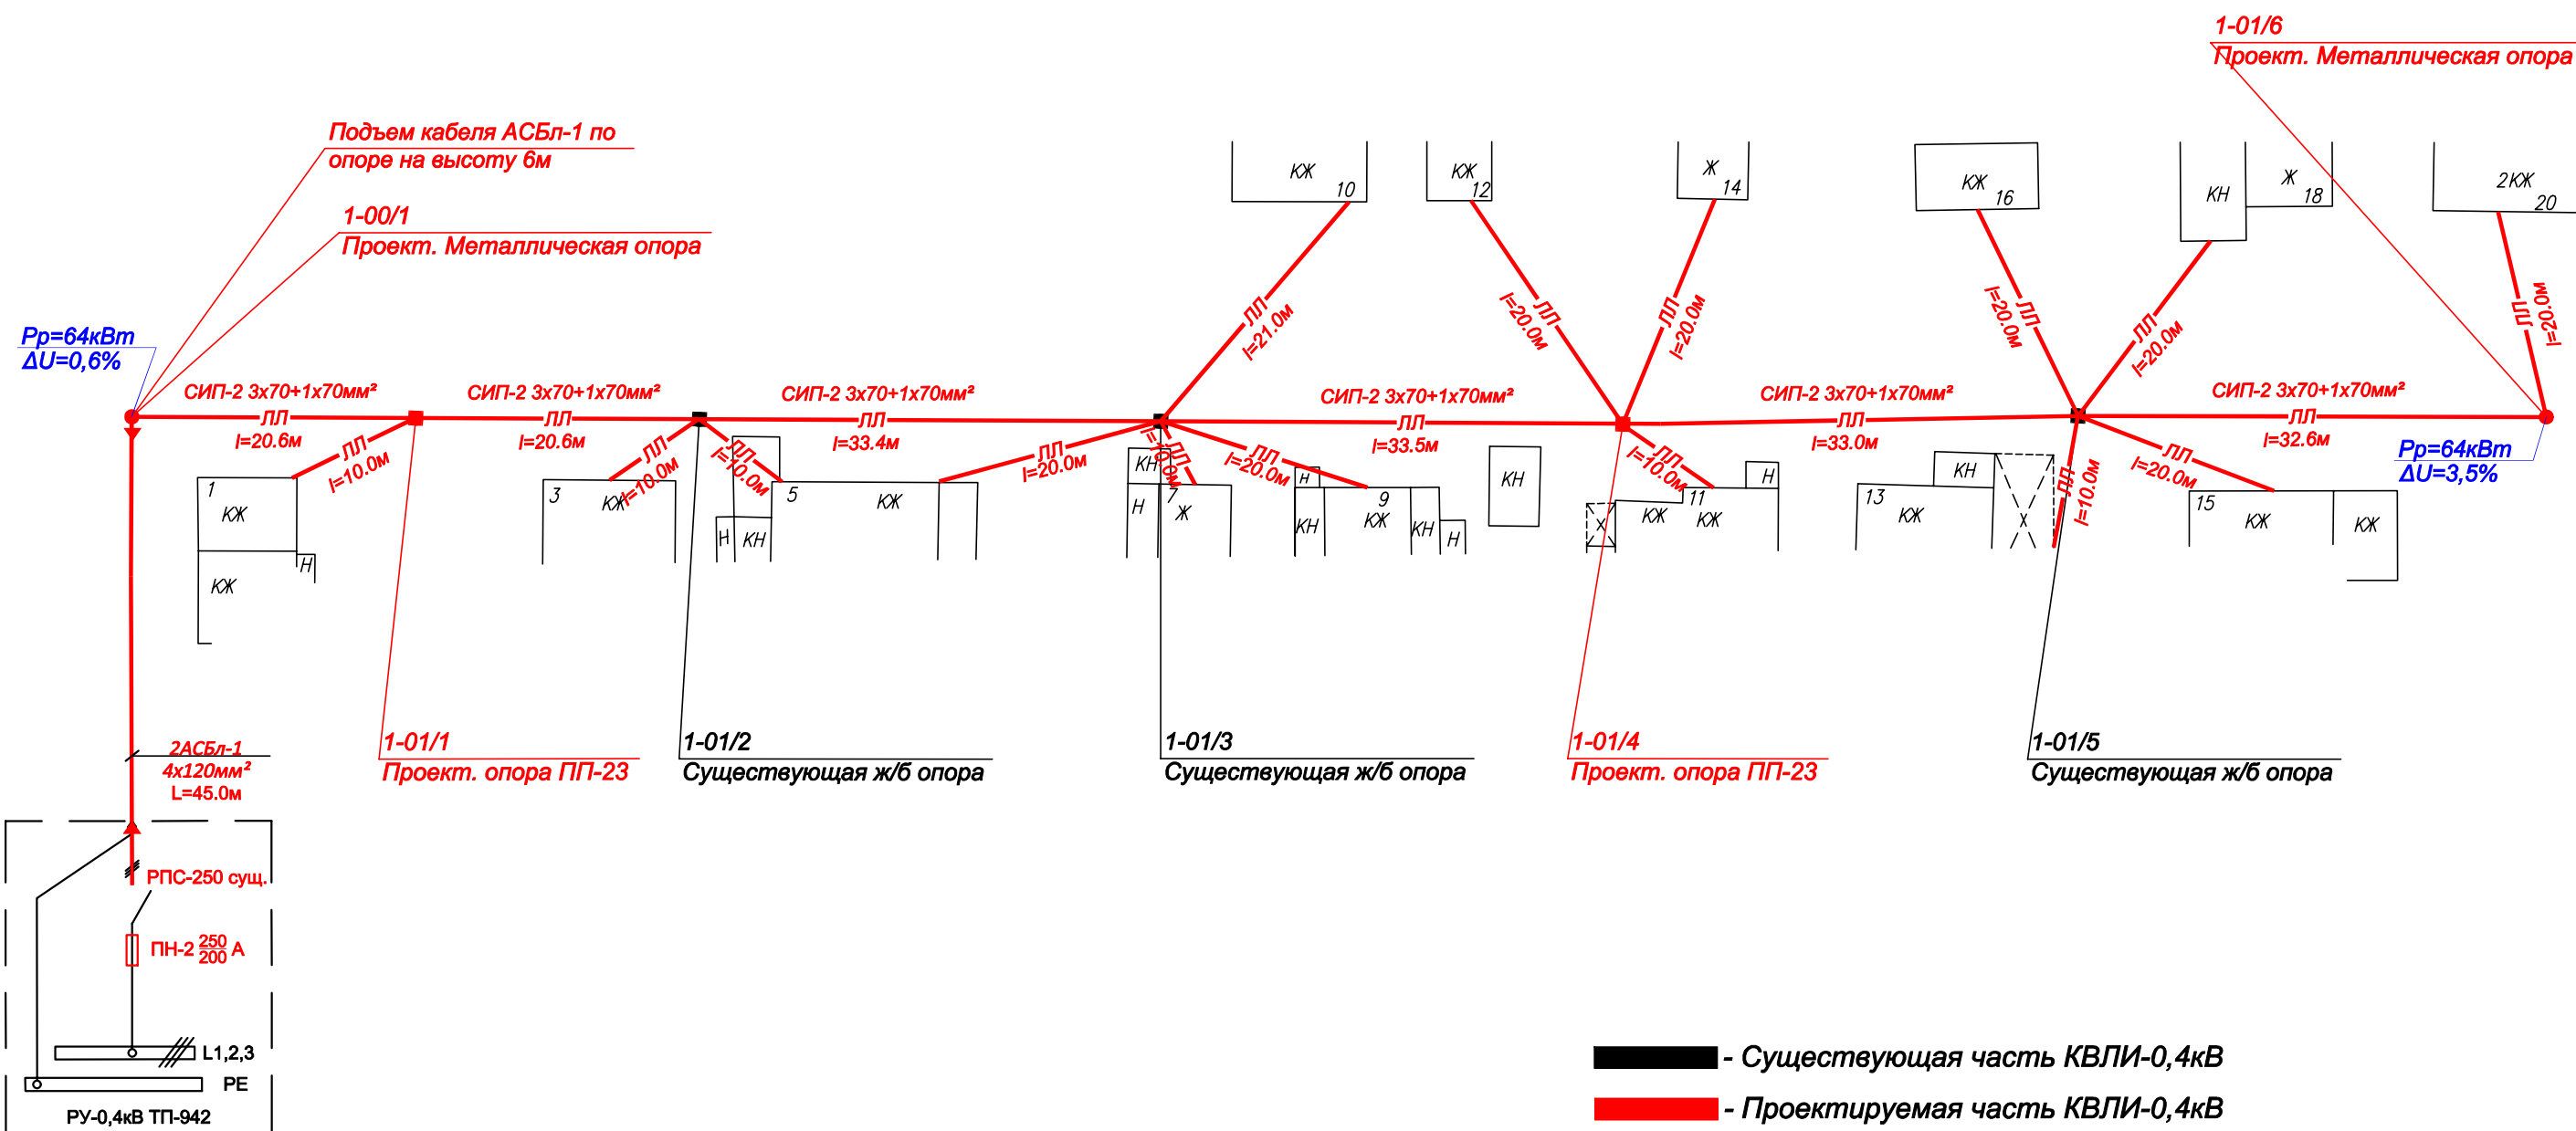 1-01/6
Проект. Металлическая опора
Подъем кабеля АСБл-1 по
опоре на высоту 6м
1-00/1
Проект. Металлическая опора
КЖ
10
КЖ
12
Ж
14
КЖ
16
КН
Ж
18
2КЖ
20
Рр=64кВт
ΔU=0,6%
ЛЛ
l=21.0м
ЛЛ
l=20.0м
ЛЛ
l=20.0м
ЛЛ
l=20.0м
ЛЛ
l=20.0м
ЛЛ
l=20.0м
СИП-2 3х70+1х70мм²
ЛЛ
l=20.6м
СИП-2 3х70+1х70мм²
ЛЛ
l=20.6м
СИП-2 3х70+1х70мм²
ЛЛ
l=33.4м
СИП-2 3х70+1х70мм²
ЛЛ
l=33.5м
СИП-2 3х70+1х70мм²
ЛЛ
l=33.0м
СИП-2 3х70+1х70мм²
ЛЛ
l=32.6м
Рр=64кВт
ΔU=3,5%
ЛЛ
l=10.0м
ЛЛ
l=10.0м
ЛЛ
l=10.0м
ЛЛ
l=20.0м
ЛЛ
l=10.0м
ЛЛ
l=20.0м
ЛЛ
l=10.0м
ЛЛ
l=10.0м
ЛЛ
l=20.0м
1
КЖ
Н
КЖ
3
КЖ
Н
КН
5
КЖ
КН
Н
7
Ж
Н
КН
9
КЖ
КН
Н
КН
КЖ
11
КЖ
Н
13
КЖ
КН
15
КЖ
КЖ
1-01/1
Проект. опора ПП-23
1-01/2
Существующая ж/б опора
1-01/3
Существующая ж/б опора
1-01/4
Проект. опора ПП-23
1-01/5
Существующая ж/б опора
2АСБл-1
4х120мм²
L=45.0м
РПС-250 сущ.
ПН-2 250/200 А
L1,2,3
РЕ
РУ-0,4кВ ТП-942
- Существующая часть КВЛИ-0,4кВ
- Проектируемая часть КВЛИ-0,4кВ